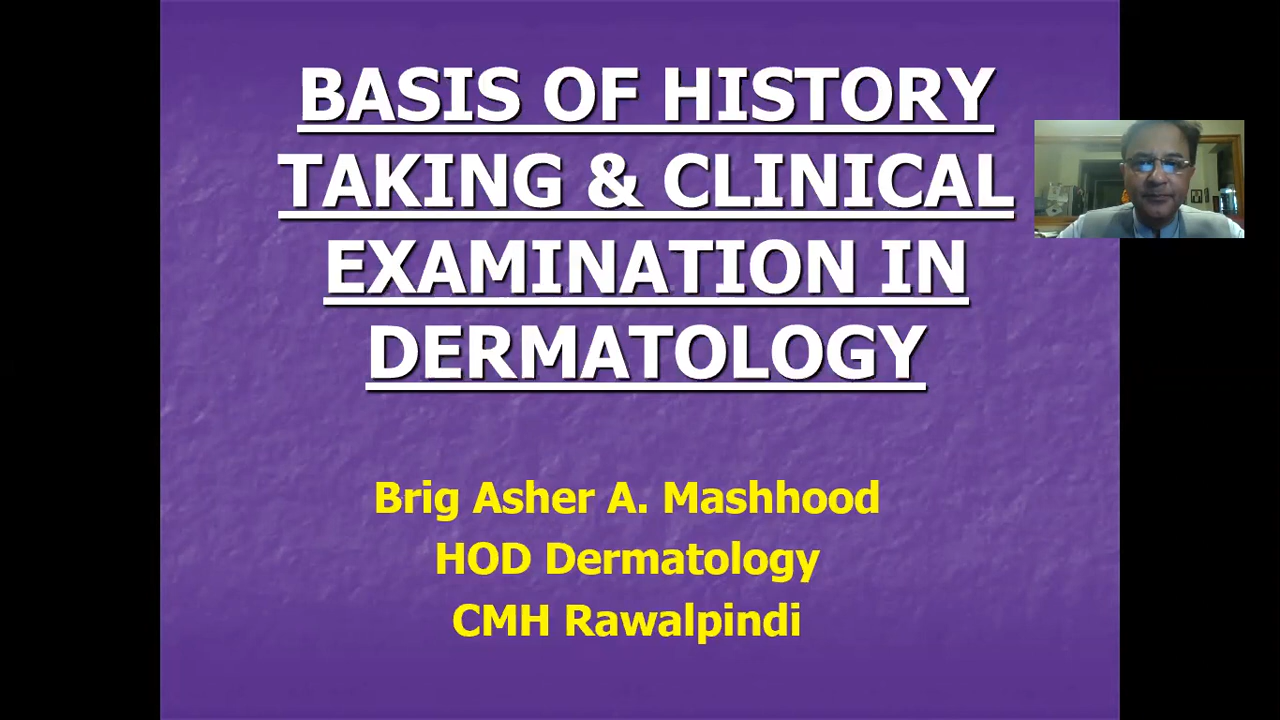 BASIS OF HISTORY
TAKING & CLINICAL
EXAMINATION IN
DERMATOLOGY
Brig Asher A. Mashhood
HOD Dermatology
CMH Rawalpindi